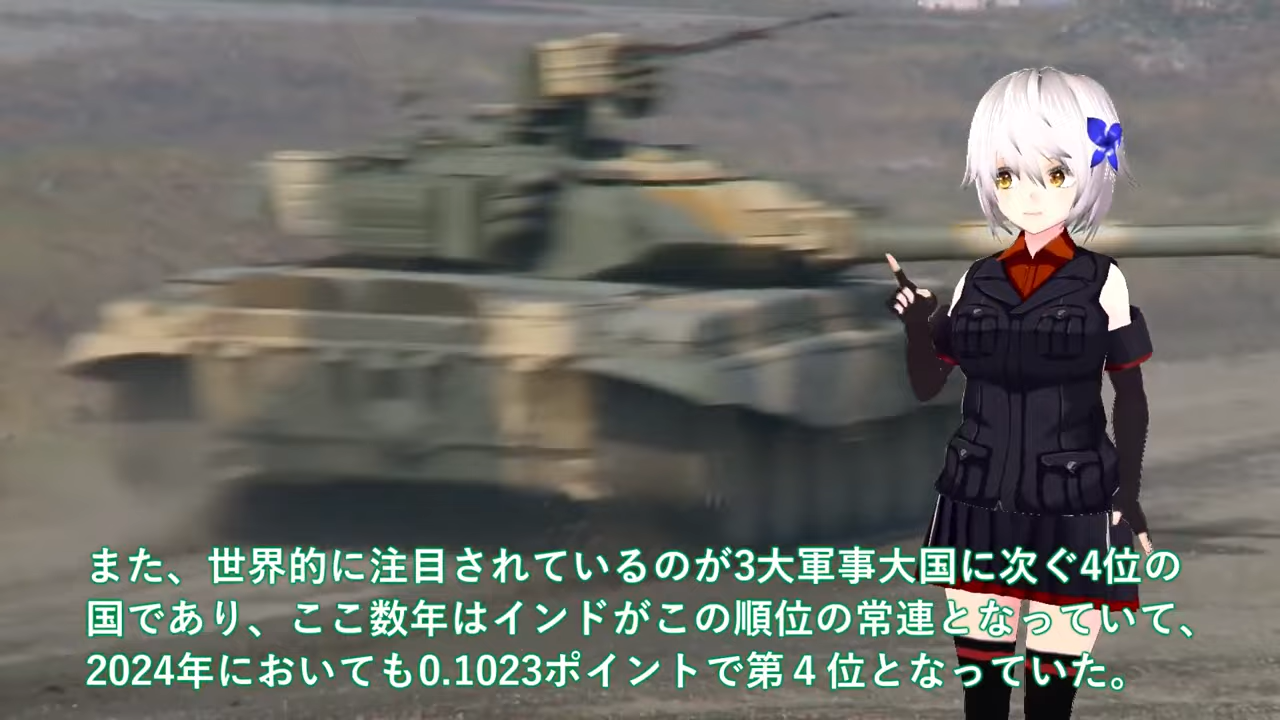 また、世界的に注目されているのが3大軍事大国に次ぐ4位の
国であり、ここ数年はインドがこの順位の常連となっていて、
2024年においても0.1023ポイントで第４位となっていた。